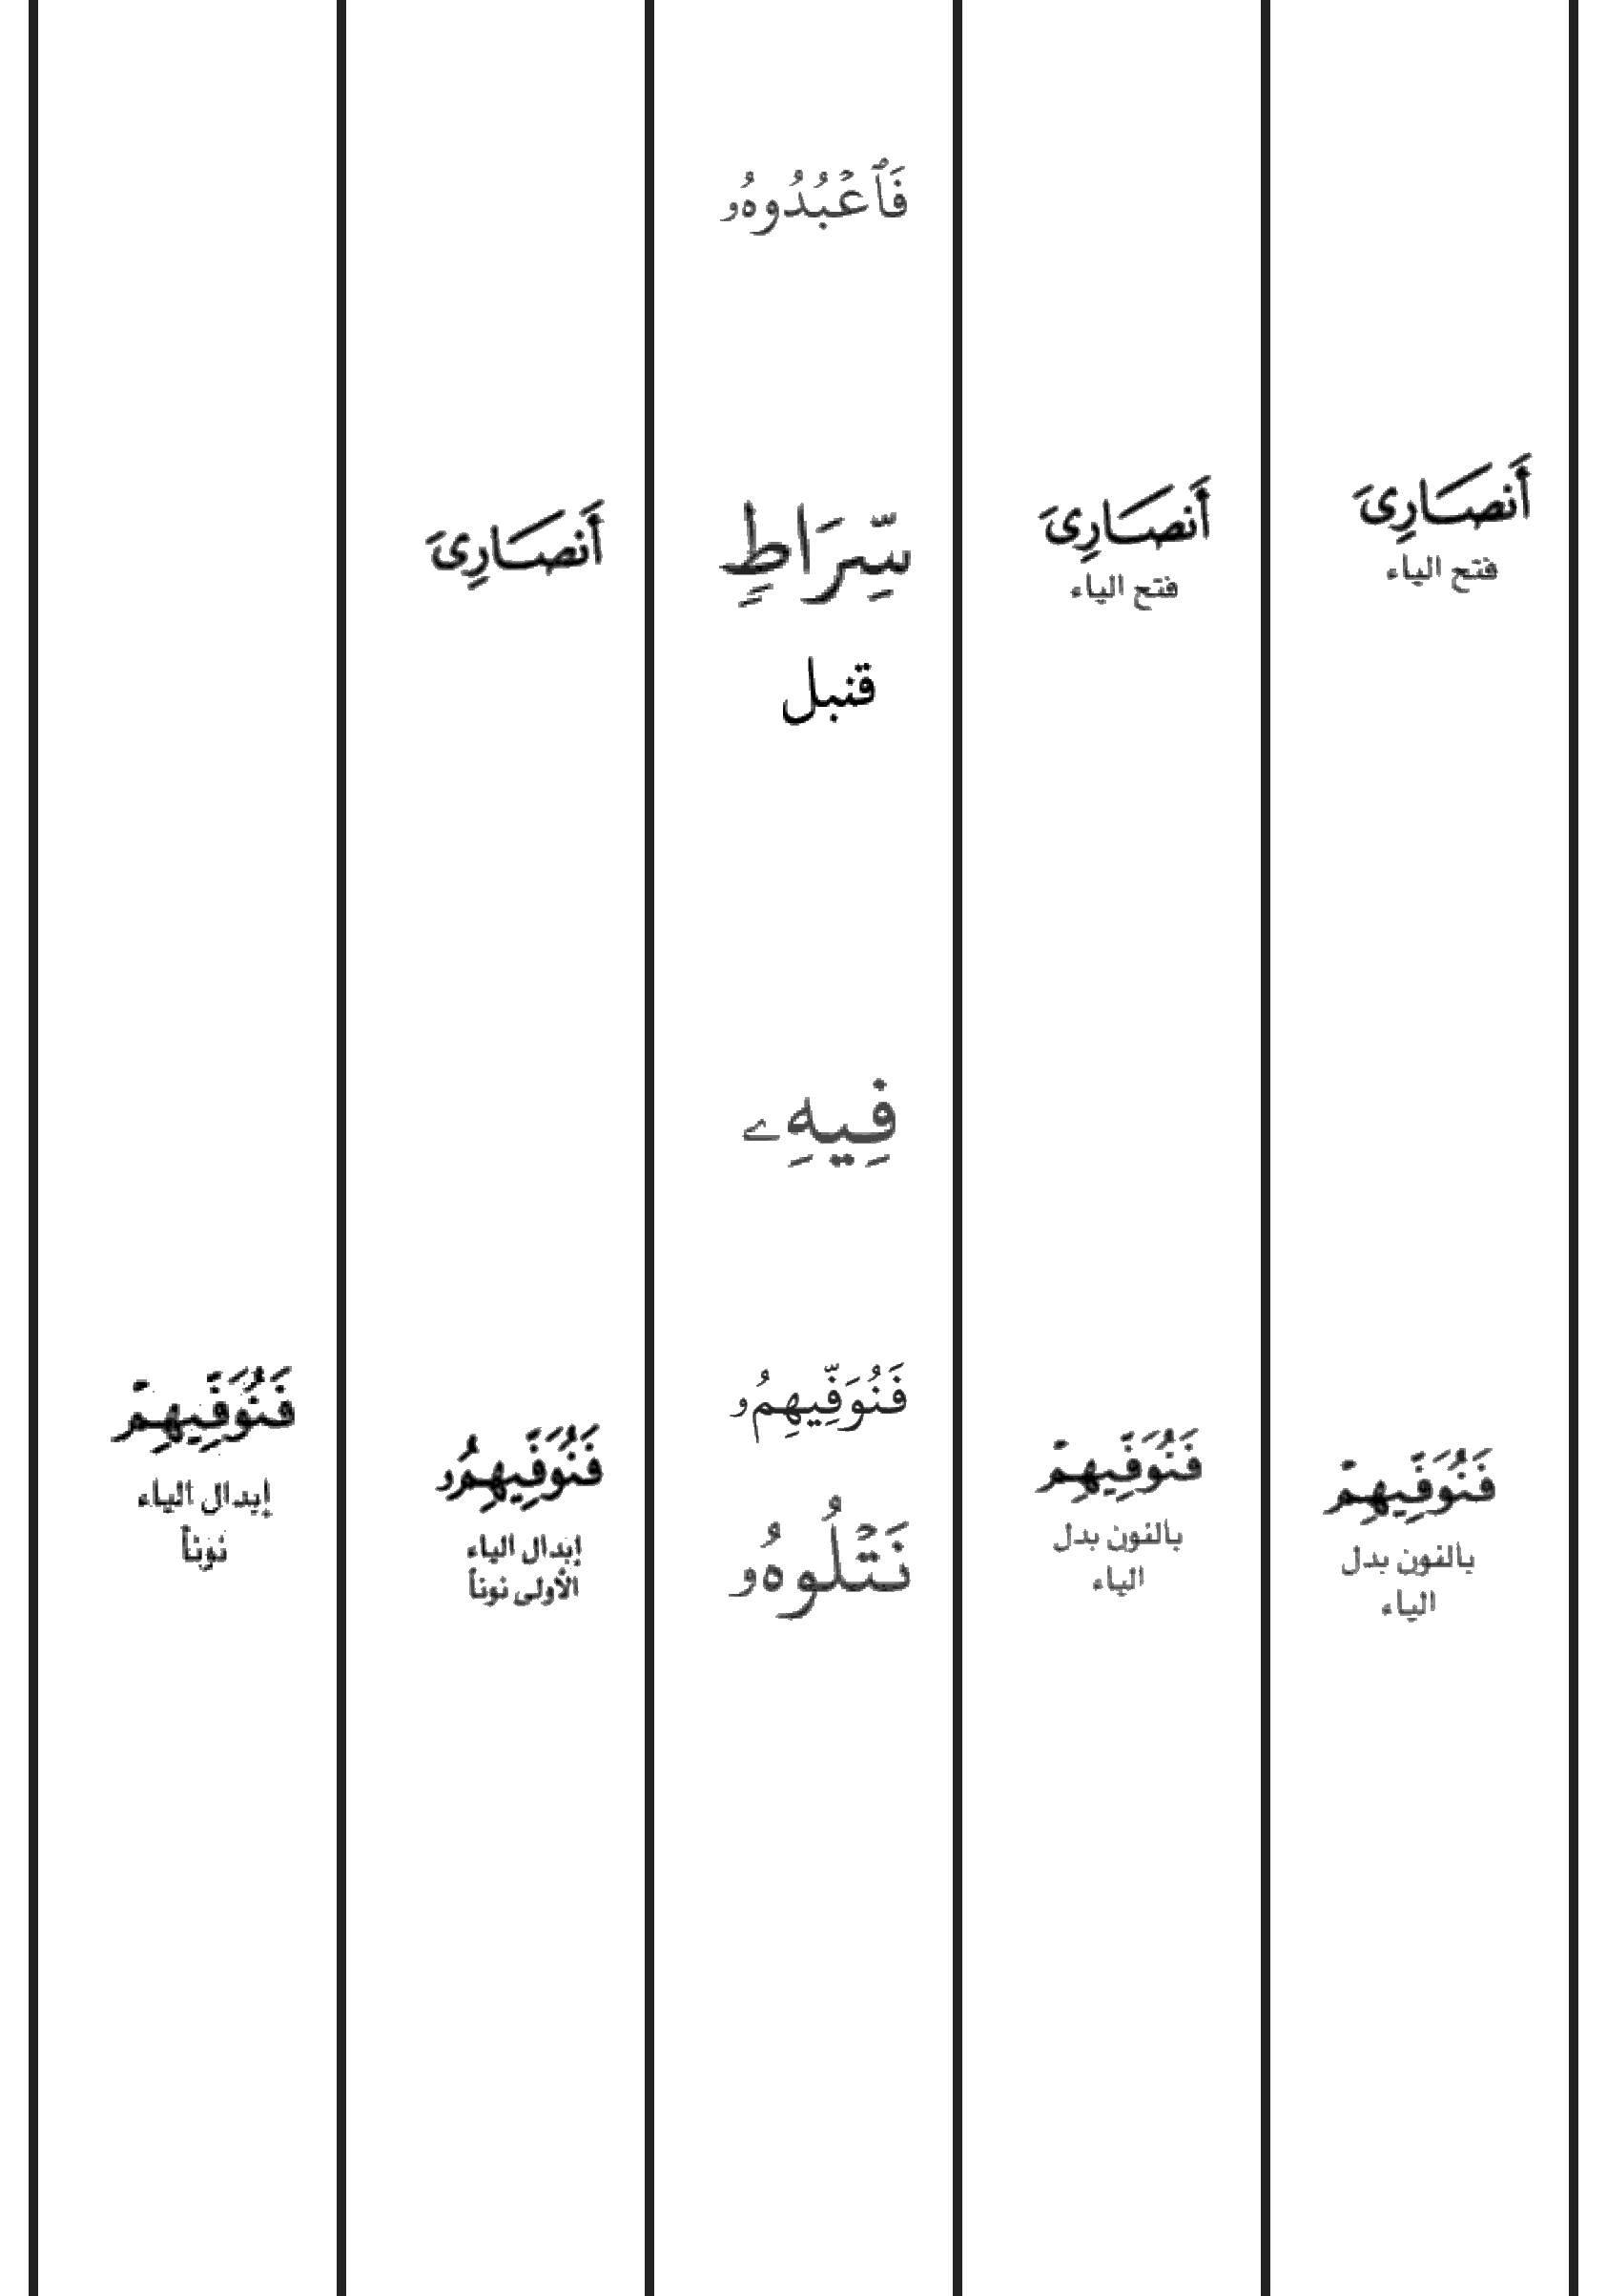 أَنصَارِىَ
فتح الياء
فَنُوَفِّيهِمْ
بالنون بدل
الياء
أَنصَارِىَ
فتح الياء
فَنُوَفِّيهِمْ
بالنون بدل
الياء
فَٱعۡبُدُوهُۥ
سِّرَاطٍ
قنبل
فِيهِۦ
فَنُوَفِّيهِمُۥ
نَتۡلُوهُۥ
أَنصَارِىَ
فَنُوَفِّيهِمُۥ
إبدال الياء
الأولى نوناً
فَنُوَفِّيهِمْ
إبدال الياء
نوناً